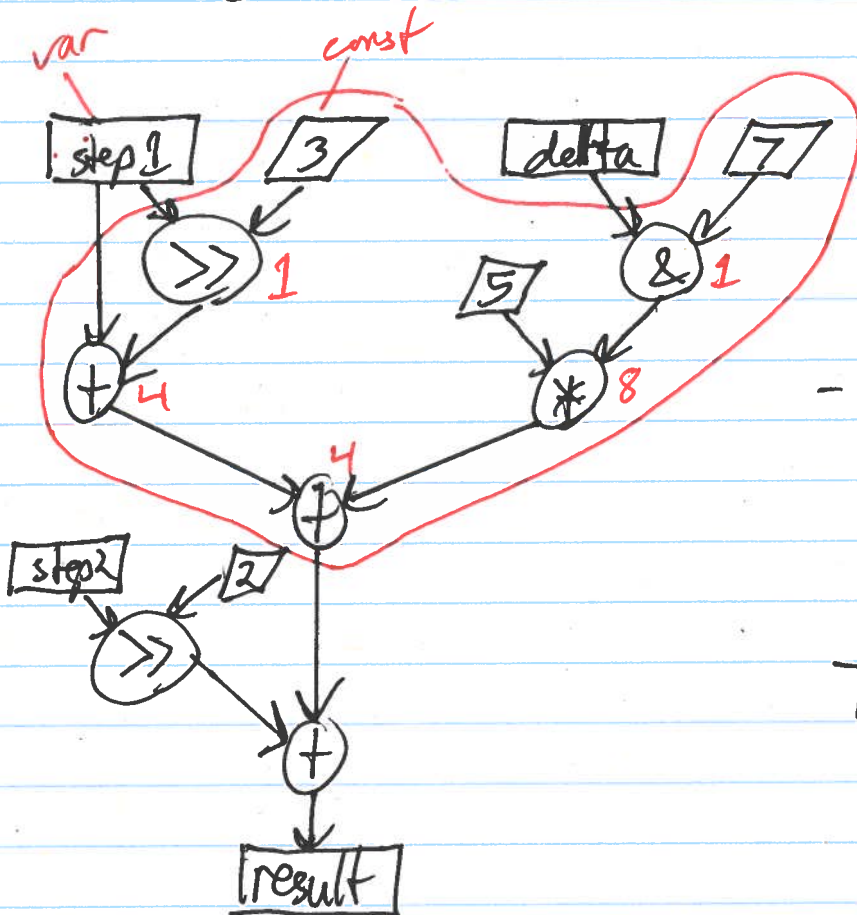 var const
step1 3 delta 7
>> 1 & 1
5
+ 4 * 8
4
+
step2 2
>>
+
result